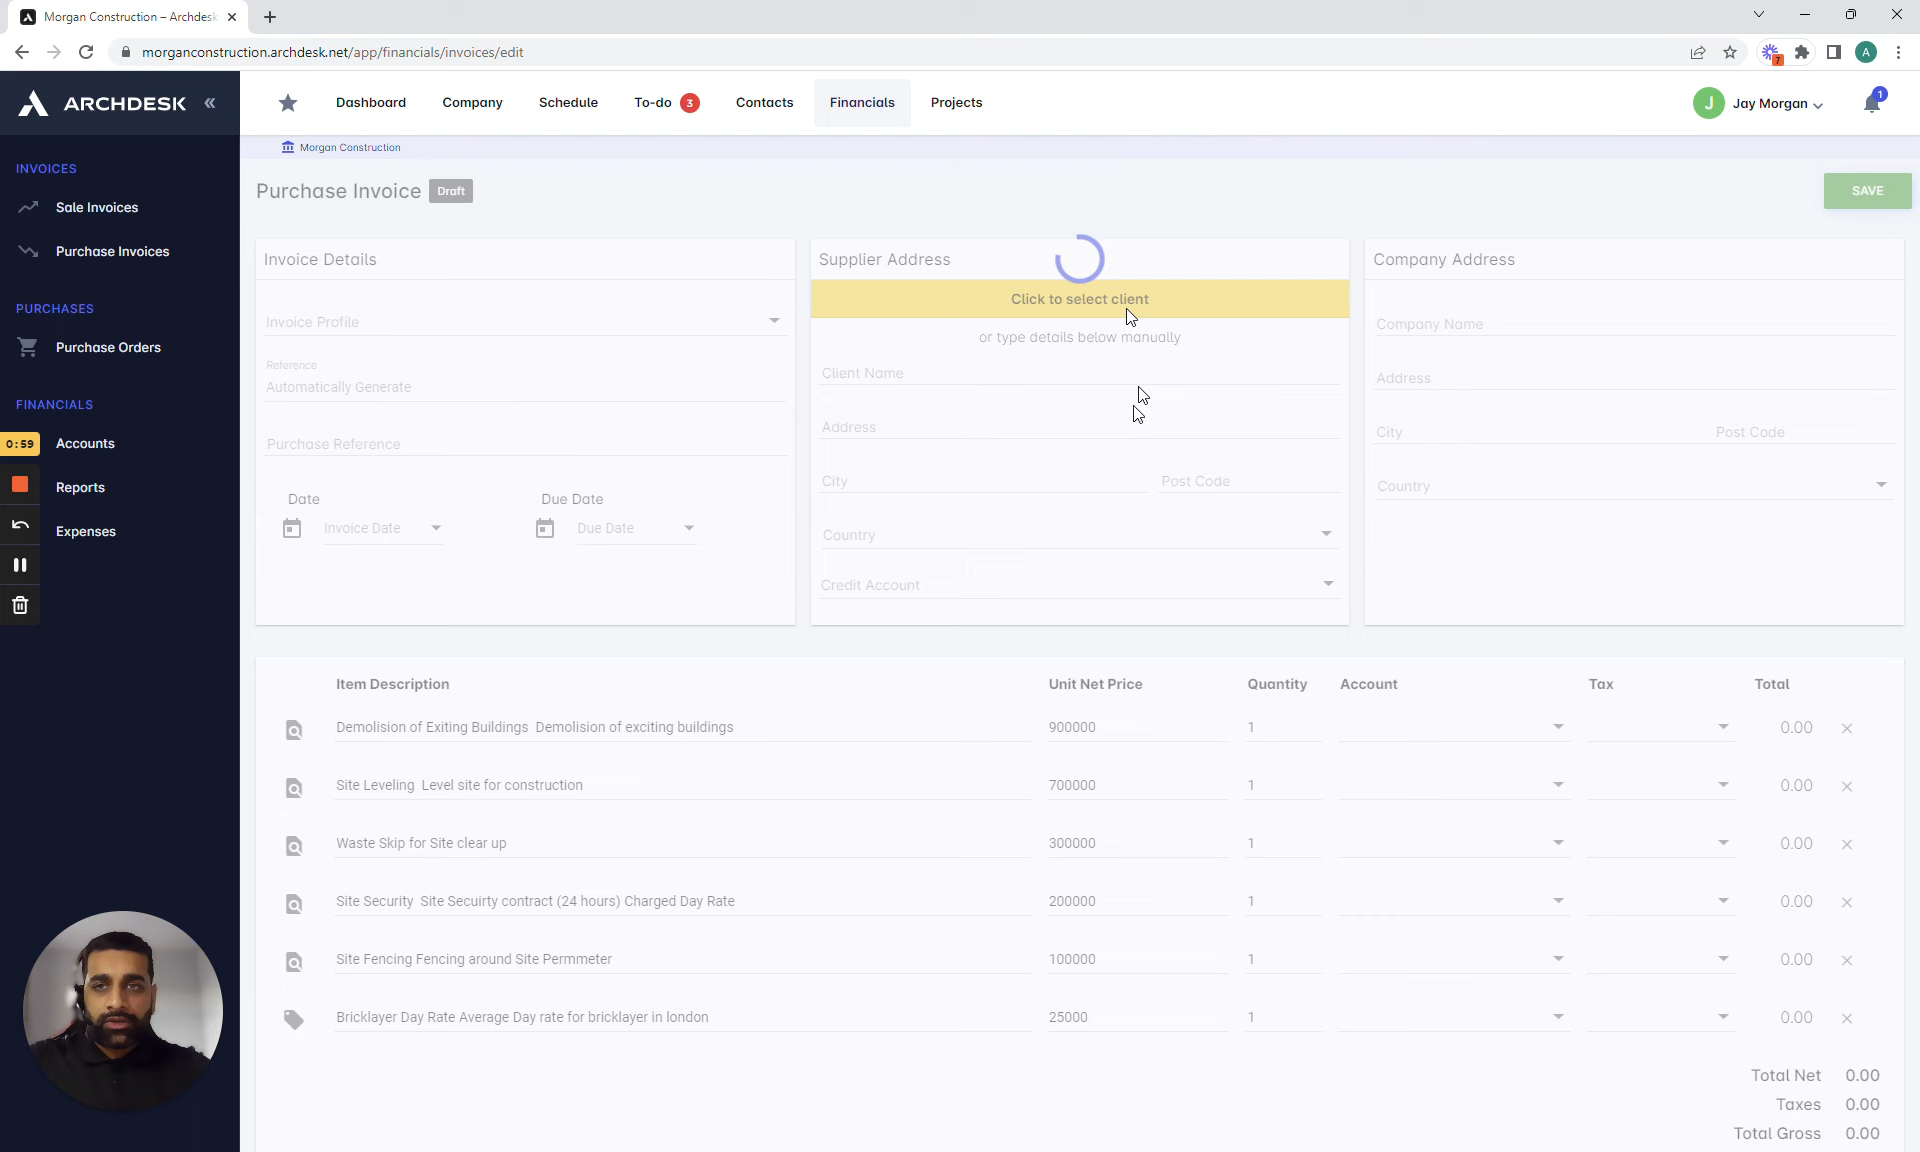 Morgan Construction – Archdesk
morganconstruction.archdesk.net/app/financials/invoices/edit
7
A
ARCHDESK «
Dashboard Company Schedule To-do 3 Contacts Financials Projects
J Jay Morgan
1
Morgan Construction
INVOICES
Sale Invoices
Purchase Invoices
PURCHASES
Purchase Orders
FINANCIALS
0:59
Accounts
Reports
Expenses
Purchase Invoice Draft
SAVE
Invoice Details
Invoice Profile
Reference
Automatically Generate
Purchase Reference
Date Due Date
Invoice Date Due Date
Supplier Address
Click to select client
or type details below manually
Client Name
Address
City Post Code
Country
Credit Account
Company Address
Company Name
Address
City Post Code
Country
Item Description Unit Net Price Quantity Account Tax Total
Demolision of Exiting Buildings Demolision of exciting buildings 900000 1 0.00
Site Leveling Level site for construction 700000 1 0.00
Waste Skip for Site clear up 300000 1 0.00
Site Security Site Secuirty contract (24 hours) Charged Day Rate 200000 1 0.00
Site Fencing Fencing around Site Permmeter 100000 1 0.00
Bricklayer Day Rate Average Day rate for bricklayer in london 25000 1 0.00
Total Net 0.00
Taxes 0.00
Total Gross 0.00